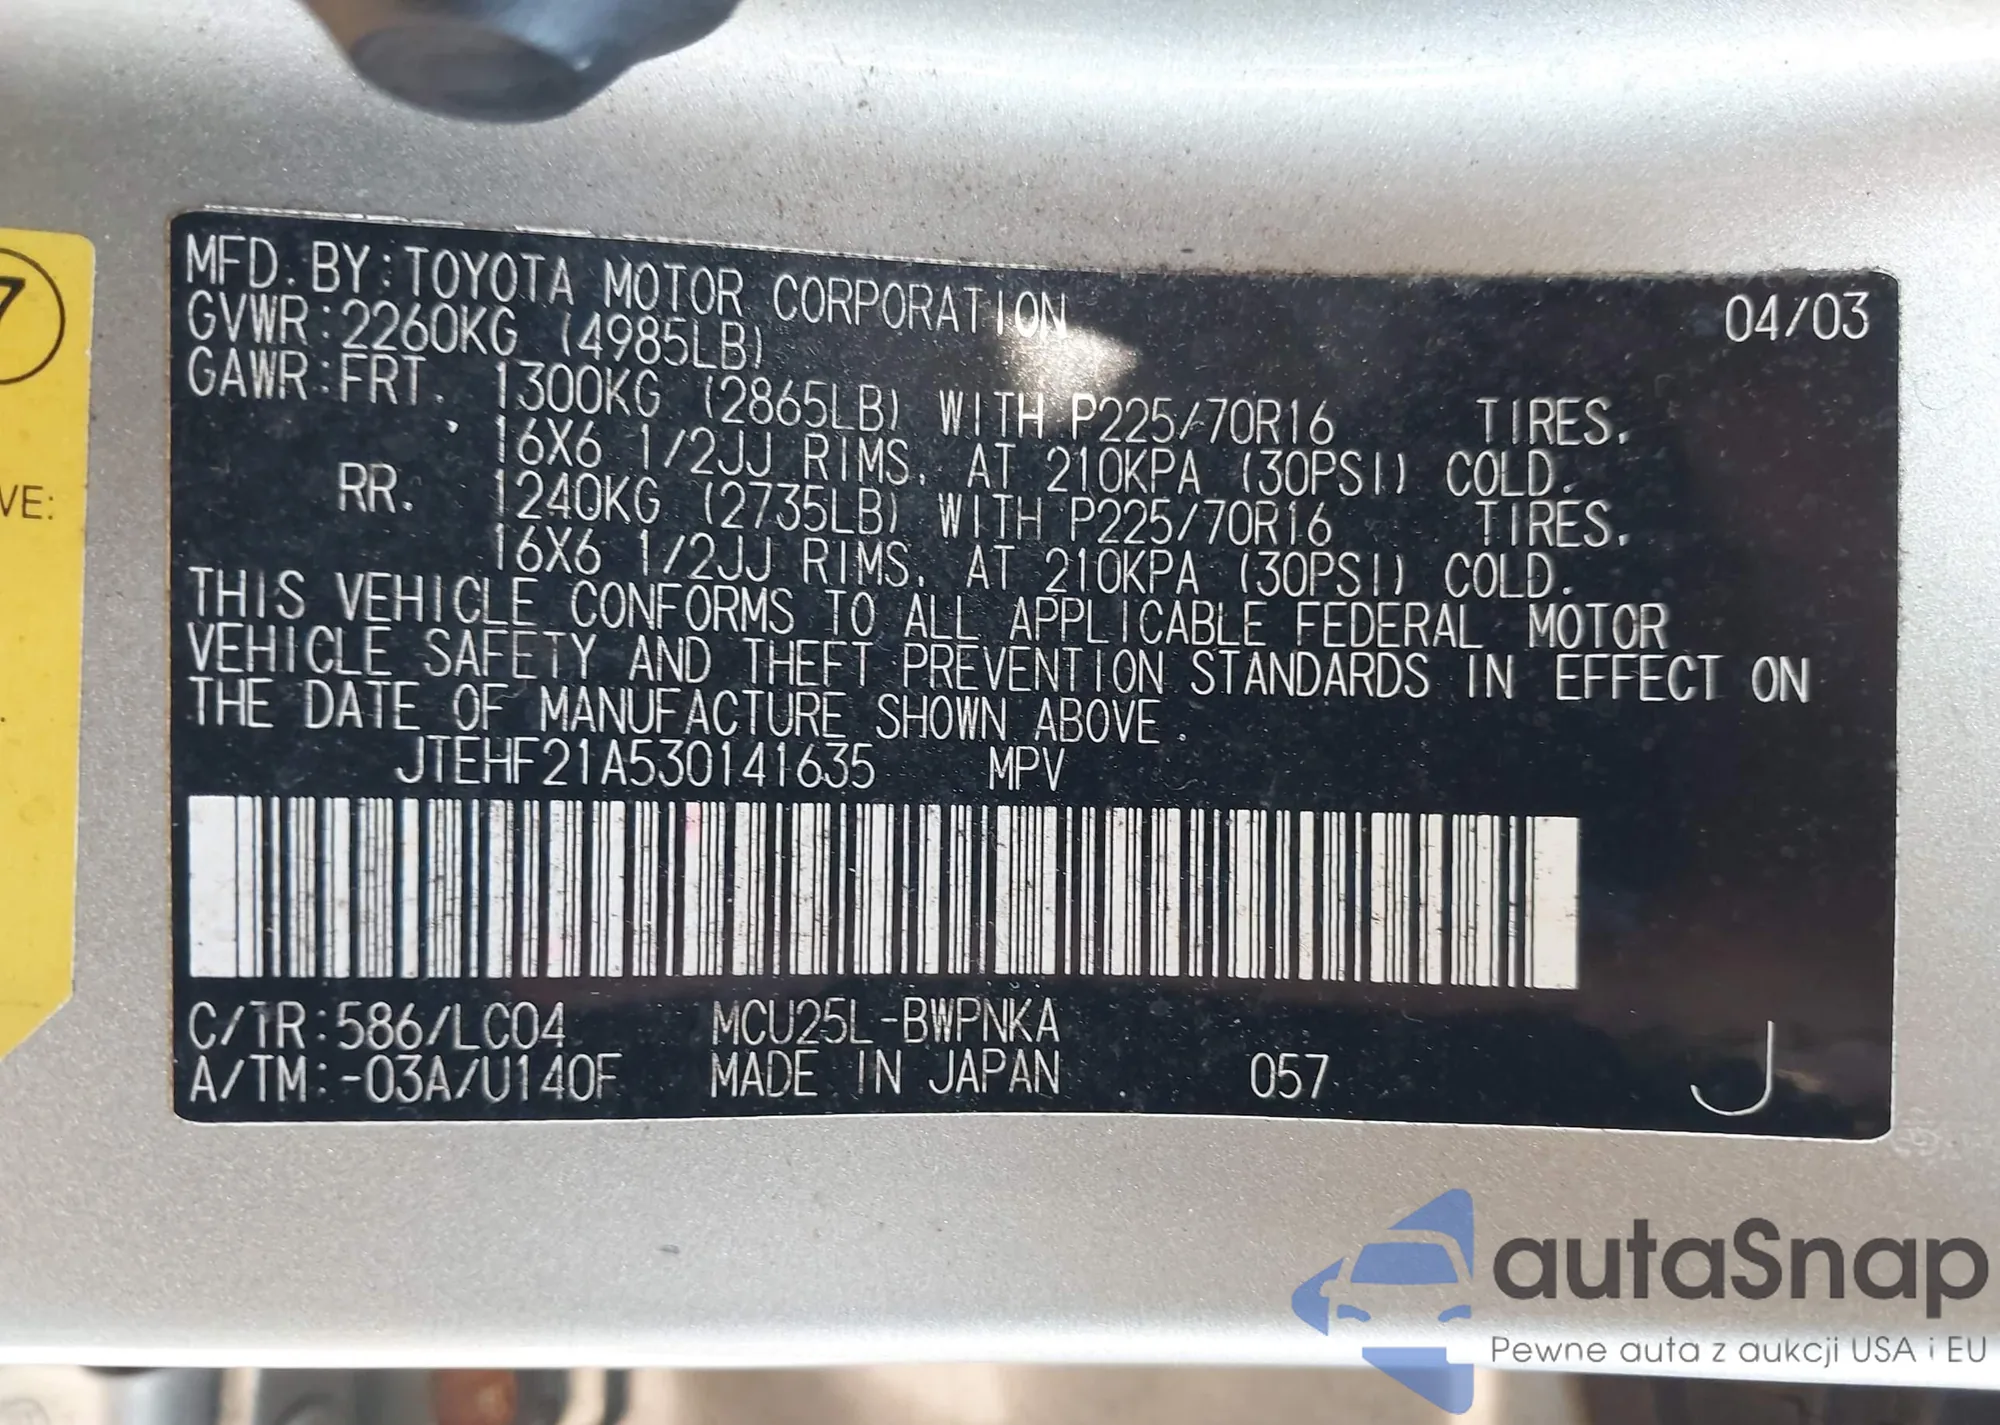 7
VE:
MFD. BY:TOYOTA MOTOR CORPORATION 04/03
GVWR:2260KG (4985LB)
GAWR:FRT. 1300KG (2865LB) WITH P225/70R16 TIRES.
16X6 1/2JJ RIMS. AT 210KPA (30PSI) COLD.
RR. 1240KG (2735LB) WITH P225/70R16 TIRES.
16X6 1/2JJ RIMS. AT 210KPA (30PSI) COLD.
THIS VEHICLE CONFORMS TO ALL APPLICABLE FEDERAL MOTOR
VEHICLE SAFETY AND THEFT PREVENTION STANDARDS IN EFFECT ON
THE DATE OF MANUFACTURE SHOWN ABOVE.
JTEHF21A530141635 MPV
C/TR:586/LC04 MCU25L-BWPNKA
A/TM:-03A/U140F MADE IN JAPAN 057 J
autaSnap
Pewne auta z aukcji USA i EU